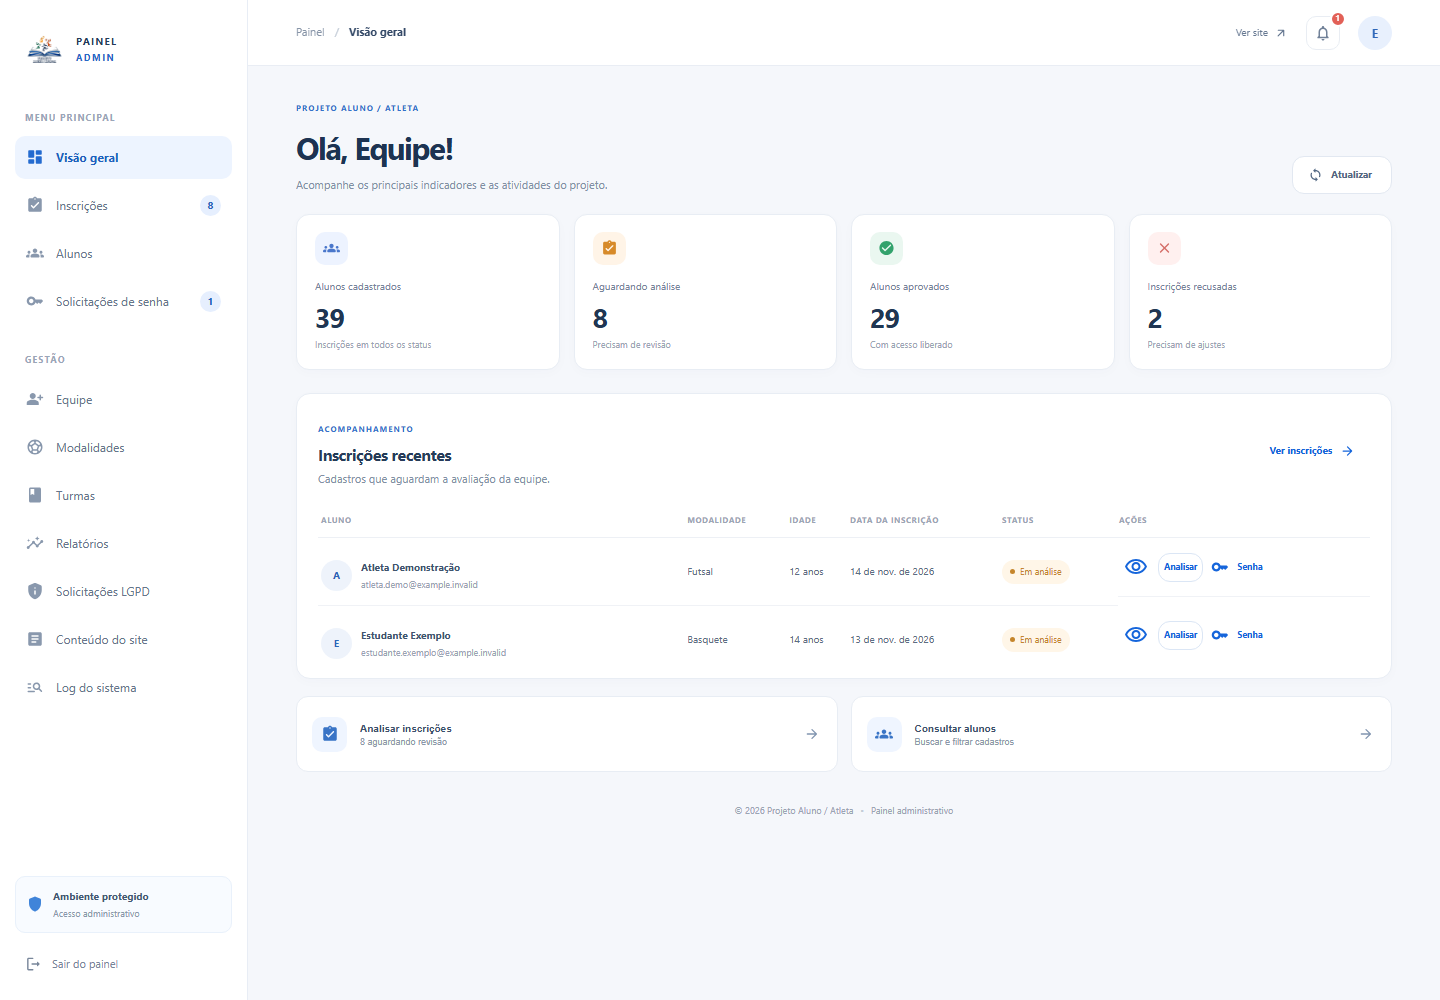 PAINEL
ADMIN
MENU PRINCIPAL
Visão geral
Inscrições 8
Alunos
Solicitações de senha 1
GESTÃO
Equipe
Modalidades
Turmas
Relatórios
Solicitações LGPD
Conteúdo do site
Log do sistema
Ambiente protegido
Acesso administrativo
Sair do painel
Painel / Visão geral
Ver site
1
E
PROJETO ALUNO / ATLETA
Olá, Equipe!
Acompanhe os principais indicadores e as atividades do projeto.
Atualizar
Alunos cadastrados
39
Inscrições em todos os status
Aguardando análise
8
Precisam de revisão
Alunos aprovados
29
Com acesso liberado
Inscrições recusadas
2
Precisam de ajustes
ACOMPANHAMENTO
Inscrições recentes
Cadastros que aguardam a avaliação da equipe.
Ver inscrições
ALUNO MODALIDADE IDADE DATA DA INSCRIÇÃO STATUS AÇÕES
A Atleta Demonstração Futsal 12 anos 14 de nov. de 2026 Em análise Analisar Senha
atleta.demo@example.invalid
E Estudante Exemplo Basquete 14 anos 13 de nov. de 2026 Em análise Analisar Senha
estudante.exemplo@example.invalid
Analisar inscrições
8 aguardando revisão
Consultar alunos
Buscar e filtrar cadastros
© 2026 Projeto Aluno / Atleta - Painel administrativo